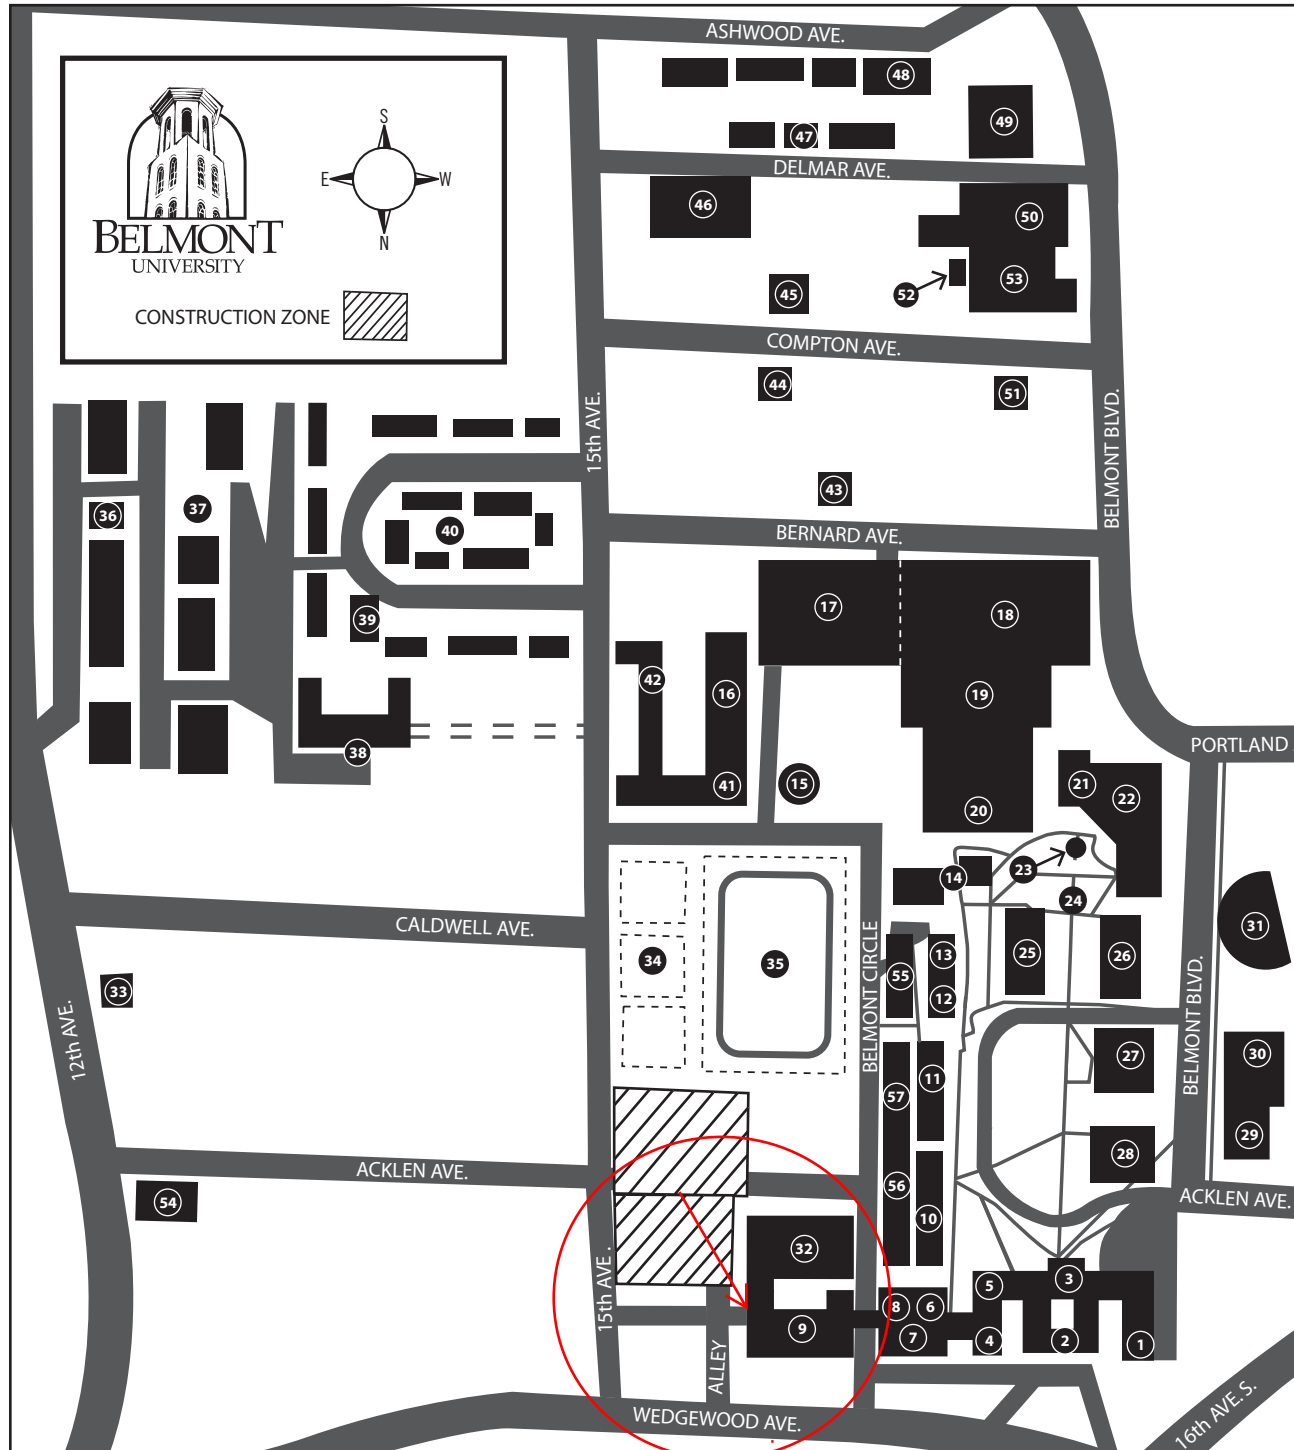 ASHWOOD AVE.
48
49
47
DELMAR AVE.
S
E
W
N
BELMONT
UNIVERSITY
CONSTRUCTION ZONE
46
50
53
45
52
COMPTON AVE.
44
51
15th AVE.
BELMONT BLVD.
43
36
37
40
BERNARD AVE.
39
17
18
42
16
19
38
41
15
20
21
22
PORTLAND
23
14
24
CALDWELL AVE.
31
34
35
25
26
13
55
12
33
12th AVE.
BELMONT CIRCLE
BELMONT BLVD.
27
30
11
57
29
28
ACKLEN AVE.
54
56
10
ACKLEN AVE.
32
15th AVE.
5
3
8
6
9
7
4
2
1
ALLEY
WEDGEWOOD AVE.
16th AVE. S.